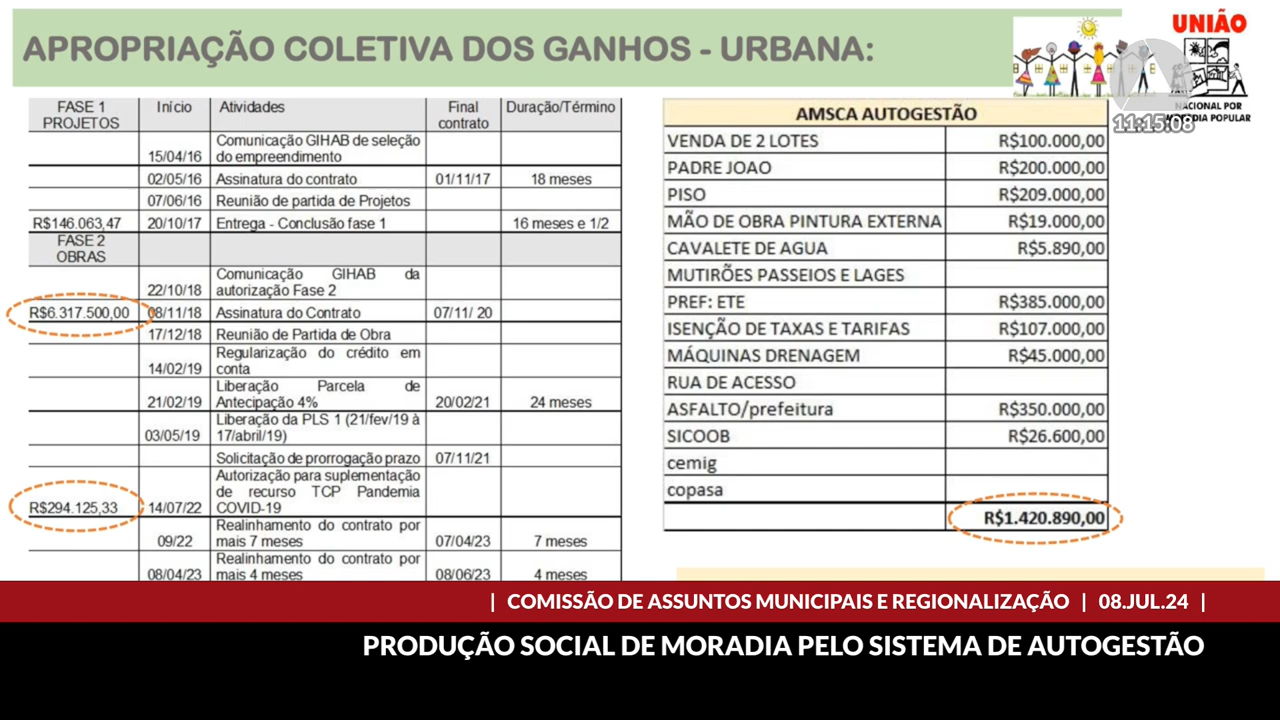 APROPRIAÇÃO COLETIVA DOS GANHOS - URBANA:
UNIÃO
NACIONAL POR
MORADIA POPULAR
11:15:08
FASE 1 PROJETOS Início Atividades Final contrato Duração/Término
15/04/16 Comunicação GIHAB de seleção do empreendimento
02/05/16 Assinatura do contrato 01/11/17 18 meses
07/06/16 Reunião de partida de Projetos
R$146.063,47 20/10/17 Entrega - Conclusão fase 1 16 meses e 1/2
FASE 2 OBRAS
22/10/18 Comunicação GIHAB da autorização Fase 2
R$6.317.500,00 08/11/18 Assinatura do Contrato 07/11/ 20
17/12/18 Reunião de Partida de Obra
14/02/19 Regularização do crédito em conta
21/02/19 Liberação Parcela de Antecipação 4% 20/02/21 24 meses
03/05/19 Liberação da PLS 1 (21/fev/19 à 17/abril/19)
Solicitação de prorrogação prazo 07/11/21
R$294.125,33 14/07/22 Autorização para suplementação de recurso TCP Pandemia COVID-19
09/22 Realinhamento do contrato por mais 7 meses 07/04/23 7 meses
08/04/23 Realinhamento do contrato por mais 4 meses 08/06/23 4 meses
AMSCA AUTOGESTÃO
VENDA DE 2 LOTES R$100.000,00
PADRE JOAO R$200.000,00
PISO R$209.000,00
MÃO DE OBRA PINTURA EXTERNA R$19.000,00
CAVALETE DE AGUA R$5.890,00
MUTIRÕES PASSEIOS E LAGES
PREF: ETE R$385.000,00
ISENÇÃO DE TAXAS E TARIFAS R$107.000,00
MÁQUINAS DRENAGEM R$45.000,00
RUA DE ACESSO
ASFALTO/prefeitura R$350.000,00
SICOOB R$26.600,00
cemig
copasa
R$1.420.890,00
| COMISSÃO DE ASSUNTOS MUNICIPAIS E REGIONALIZAÇÃO | 08.JUL.24 |
PRODUÇÃO SOCIAL DE MORADIA PELO SISTEMA DE AUTOGESTÃO